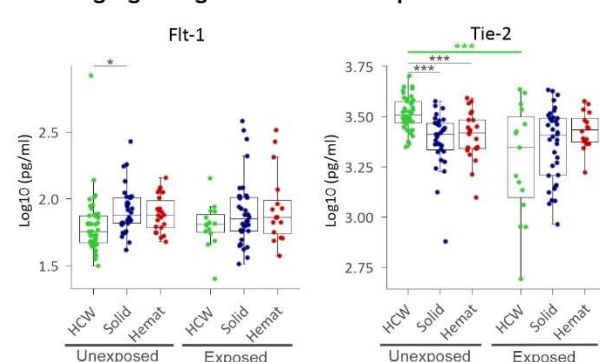 Flt-1
Tie-2
***
*
***
***
3.75
3.50
3.25
3.00
2.75
2.5
2.0
1.5
Log10 (pg/ml)
Log10 (pg/ml)
HCW
Solid
Hemat
HCW
Solid
Hemat
HCW
Solid
Hemat
HCW
Solid
Hemat
Unexposed
Exposed
Unexposed
Exposed